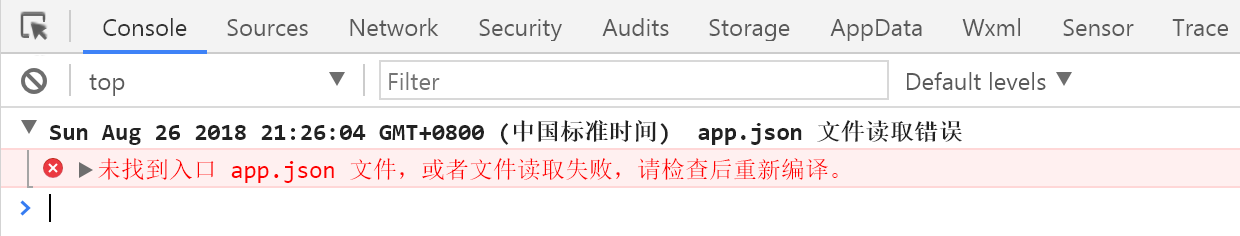 Console Sources Network Security Audits Storage AppData Wxml Sensor Trace
top Filter Default levels
Sun Aug 26 2018 21:26:04 GMT+0800 (中国标准时间) app.json 文件读取错误
未找到入口 app.json 文件，或者文件读取失败，请检查后重新编译。